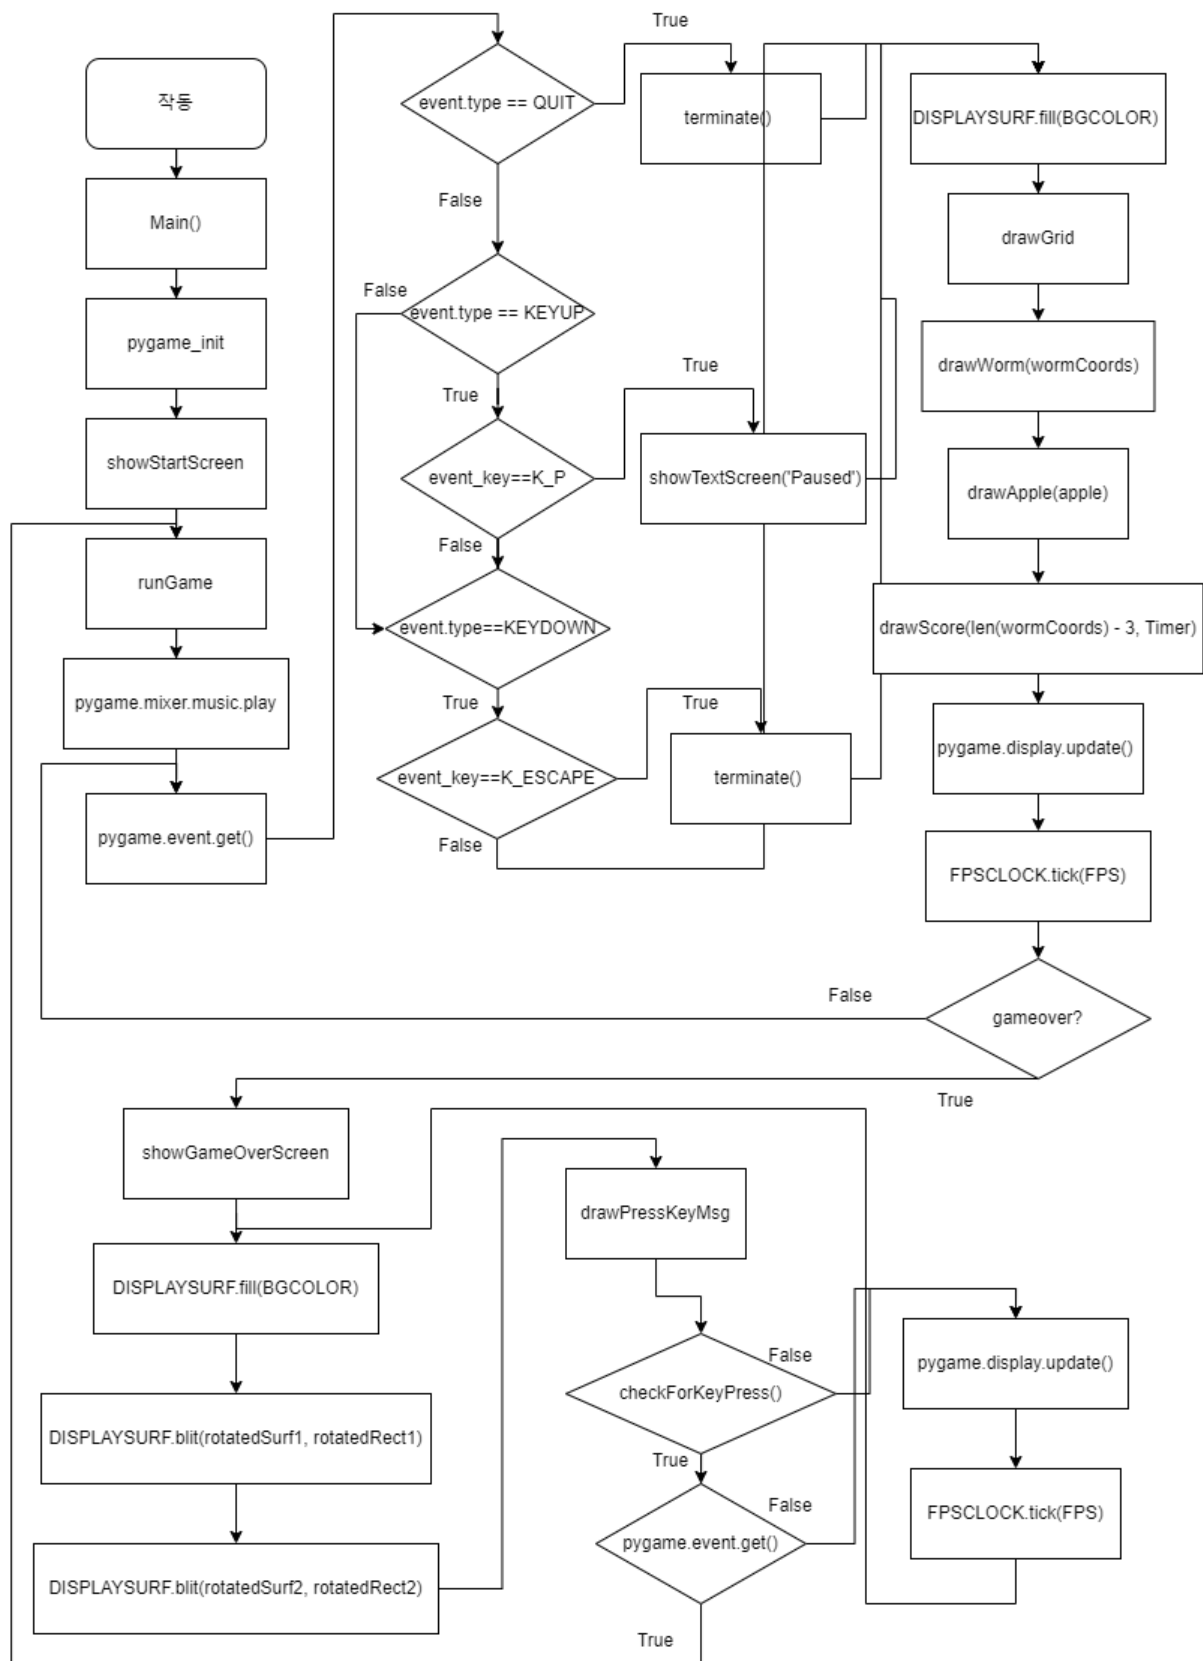 작동
Main()
pygame_init
showStartScreen
runGame
pygame.mixer.music.play
pygame.event.get()
event.type == QUIT
True
terminate()
False
event.type == KEYUP
False
True
event_key==K_P
True
showTextScreen("Paused")
False
event.type==KEYDOWN
True
event_key==K_ESCAPE
True
terminate()
False
DISPLAYSURF.fill(BGCOLOR)
drawGrid
drawWorm(wormCoords)
drawApple(apple)
drawScore(len(wormCoords) - 3, Timer)
pygame.display.update()
FPSCLOCK.tick(FPS)
gameover?
False
True
showGameOverScreen
DISPLAYSURF.fill(BGCOLOR)
DISPLAYSURF.blit(rotatedSurf1, rotatedRect1)
DISPLAYSURF.blit(rotatedSurf2, rotatedRect2)
drawPressKeyMsg
checkForKeyPress()
False
True
pygame.event.get()
False
True
pygame.display.update()
FPSCLOCK.tick(FPS)